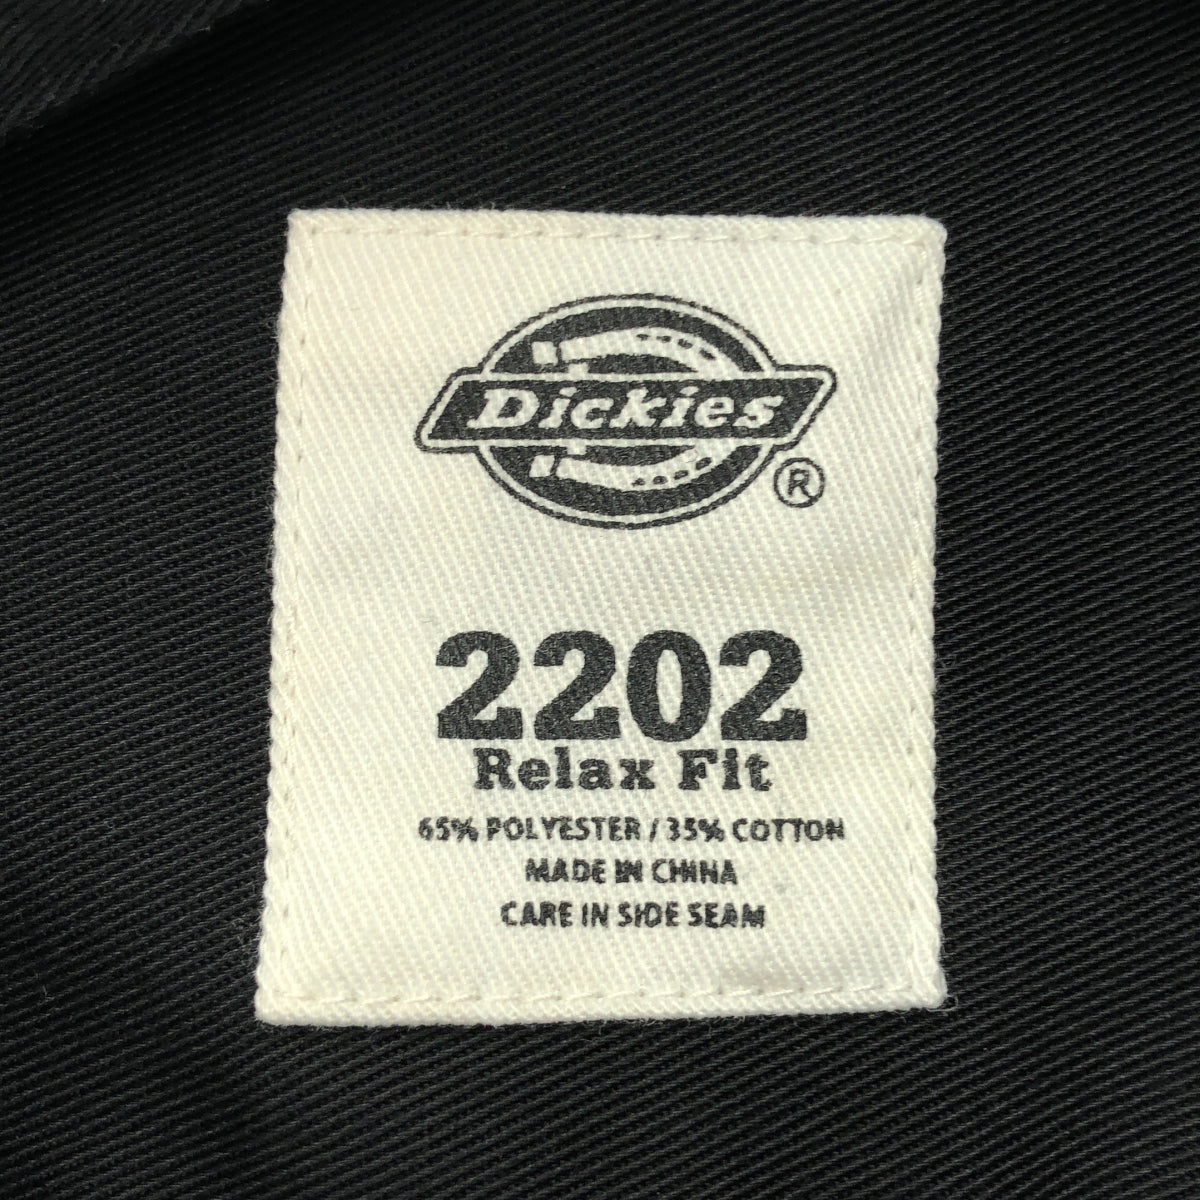 Dickies
®
2202
Relax Fit
65% POLYESTER / 35% COTTON
MADE IN CHINA
CARE IN SIDE SEAM